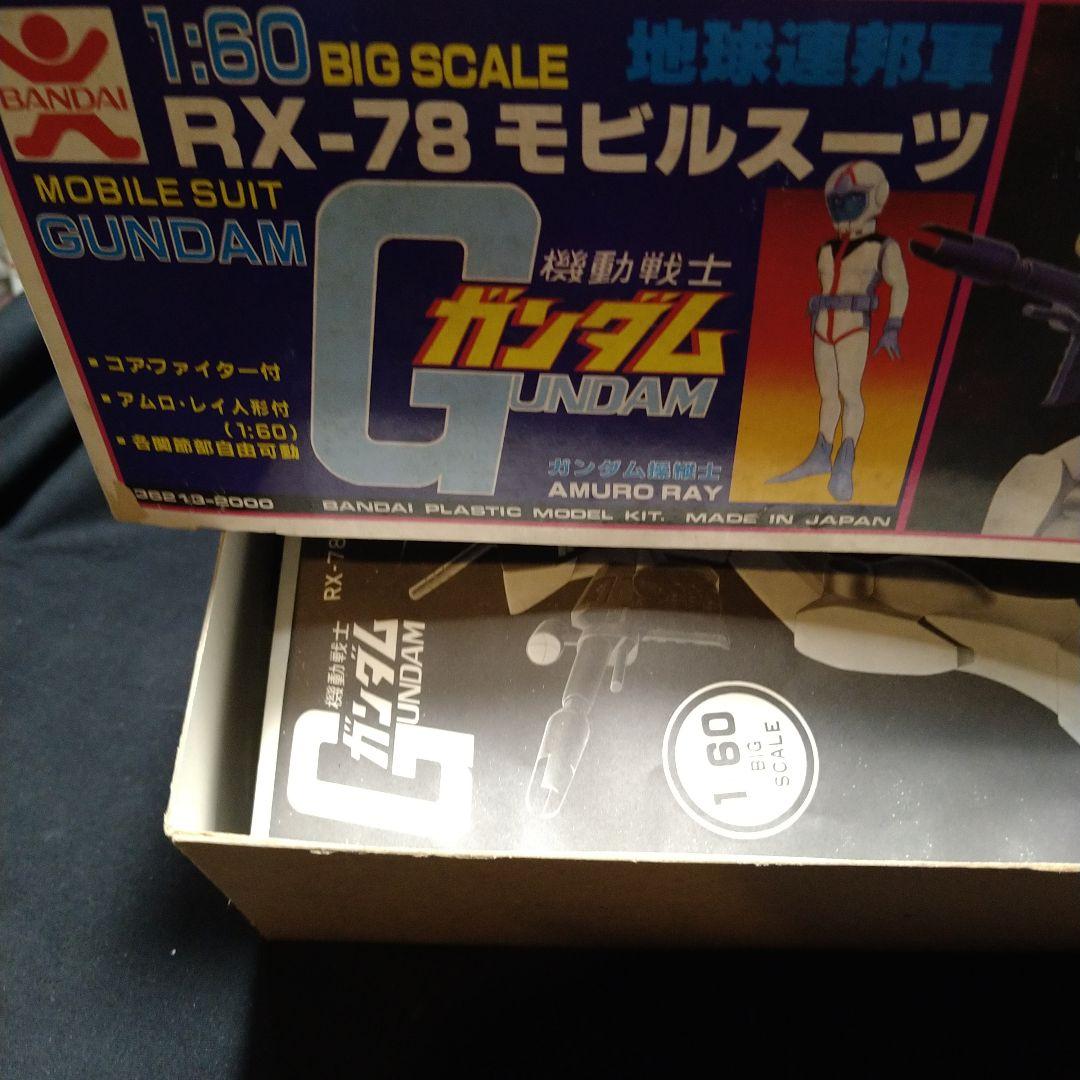 BANDAI
1:60 BIG SCALE
地球連邦軍
RX-78 モビルスーツ
MOBILE SUIT
GUNDAM
G
機動戦士
ガンダム
GUNDAM
▪コア・ファイター付
▪アムロ・レイ人形付
(1:60)
▪各関節部自由可動
ガンダム操縦士
AMURO RAY
36213-2000
BANDAI PLASTIC MODEL KIT. MADE IN JAPAN
RX-78
機動戦士
ガンダム
GUNDAM
1 60
BIG
SCALE